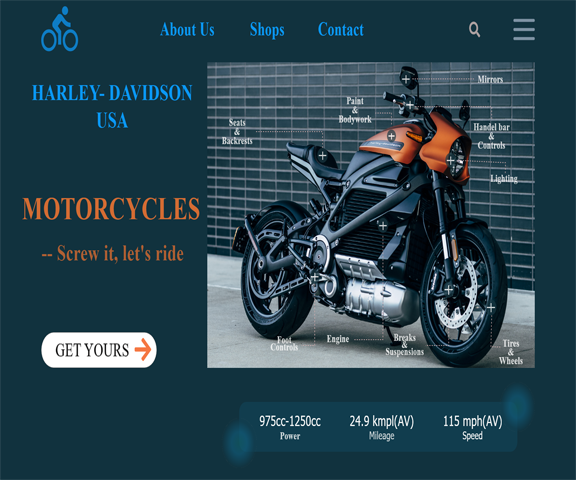 About Us
Shops
Contact
HARLEY- DAVIDSON
USA
MOTORCYCLES
-- Screw it, let's ride
GET YOURS
Mirrors
Paint
&
Bodywork
Seats
&
Backrests
Handel bar
&
Controls
Lighting
Foot
Controls
Engine
Breaks
&
Suspensions
Tires
&
Wheels
975cc-1250cc
Power
24.9 kmpl(AV)
Mileage
115 mph(AV)
Speed